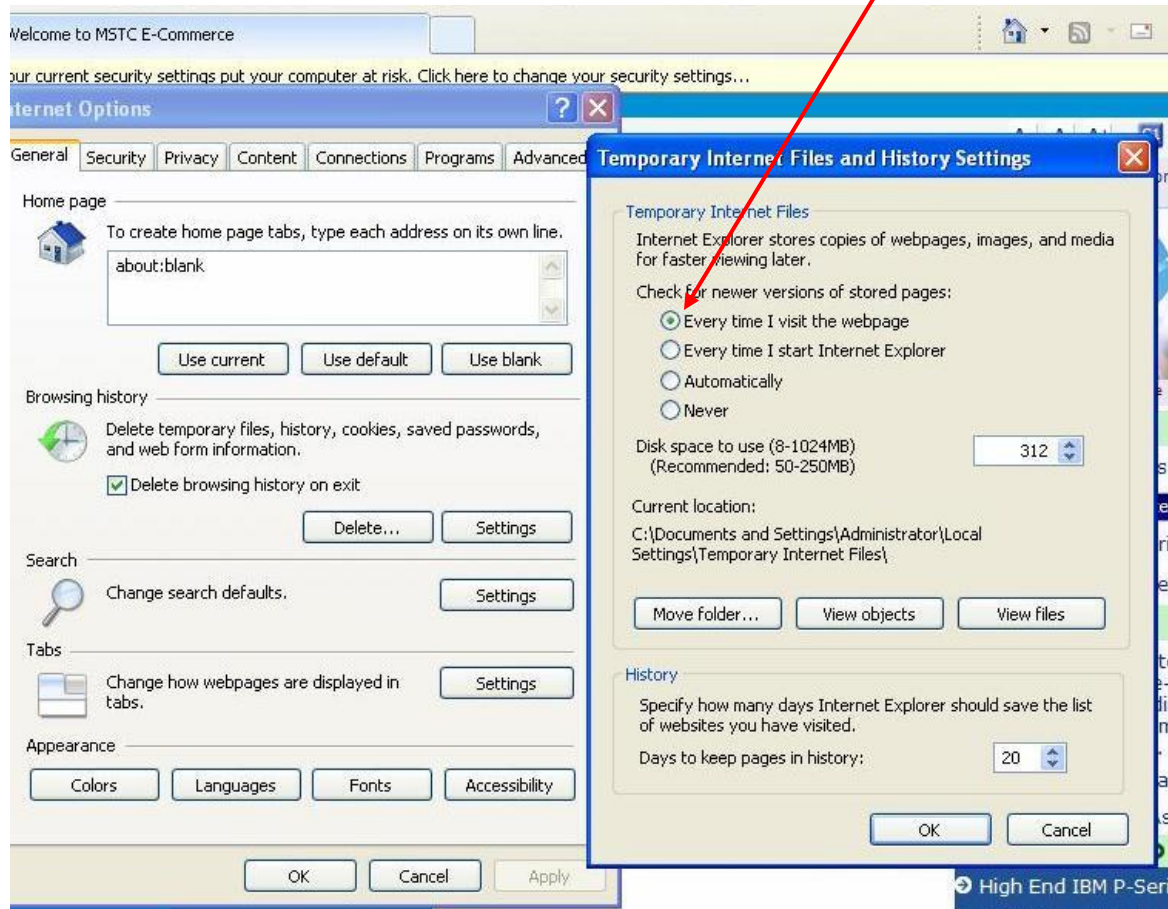 Welcome to MSTC E-Commerce
our current security settings put your computer at risk. Click here to change your security settings...
nternet Options
General Security Privacy Content Connections Programs Advanced
Home page
To create home page tabs, type each address on its own line.
about:blank
Use current Use default Use blank
Browsing history
Delete temporary files, history, cookies, saved passwords,
and web form information.
Delete browsing history on exit
Delete... Settings
Search
Change search defaults.
Settings
Tabs
Change how webpages are displayed in
tabs.
Settings
Appearance
Colors Languages Fonts Accessibility
OK Cancel Apply
Temporary Internet Files and History Settings
Temporary Internet Files
Internet Explorer stores copies of webpages, images, and media
for faster viewing later.
Check for newer versions of stored pages:
Every time I visit the webpage
Every time I start Internet Explorer
Automatically
Never
Disk space to use (8-1024MB)
(Recommended: 50-250MB)
312
Current location:
C:\Documents and Settings\Administrator\Local
Settings\Temporary Internet Files\
Move folder... View objects View files
History
Specify how many days Internet Explorer should save the list
of websites you have visited.
Days to keep pages in history: 20
OK Cancel
High End IBM P-Seri